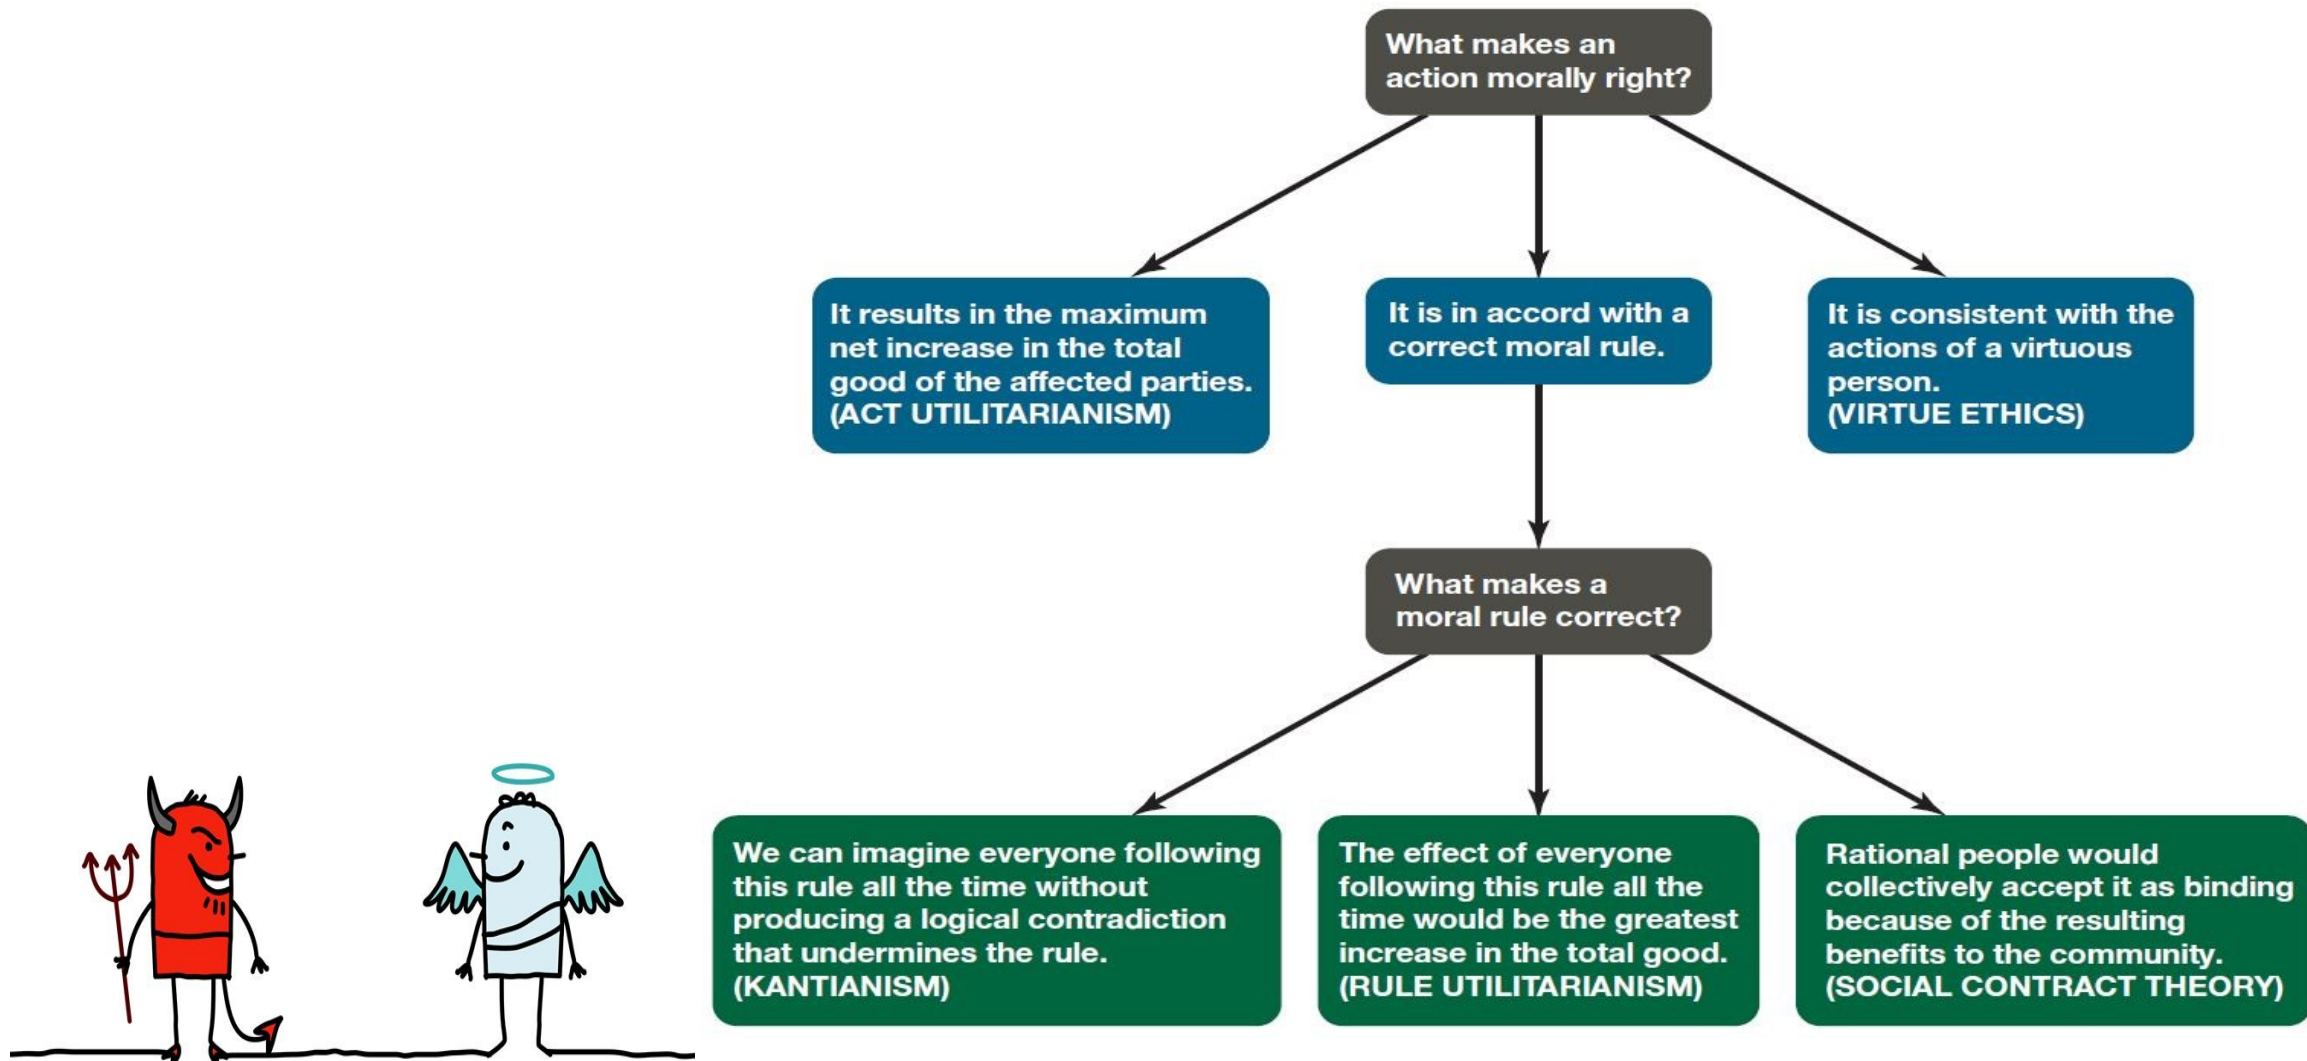 What makes an
action morally right?
It results in the maximum
net increase in the total
good of the affected parties.
(ACT UTILITARIANISM)
It is in accord with a
correct moral rule.
It is consistent with the
actions of a virtuous
person.
(VIRTUE ETHICS)
What makes a
moral rule correct?
We can imagine everyone following
this rule all the time without
producing a logical contradiction
that undermines the rule.
(KANTIANISM)
The effect of everyone
following this rule all the
time would be the greatest
increase in the total good.
(RULE UTILITARIANISM)
Rational people would
collectively accept it as binding
because of the resulting
benefits to the community.
(SOCIAL CONTRACT THEORY)